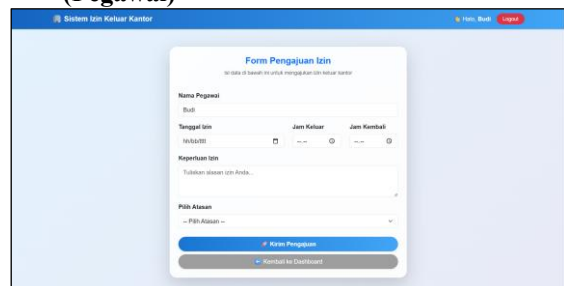 (Pegawai)
Sistem Izin Keluar Kantor
Halo, Budi Logout
Form Pengajuan Izin
Isi data di bawah ini untuk mengajukan izin keluar kantor
Nama Pegawai
Budi
Tanggal Izin Jam Keluar Jam Kembali
hh/bb/tttt --.-- --.--
Keperluan Izin
Tuliskan alasan izin Anda...
Pilih Atasan
-- Pilih Atasan --
Kirim Pengajuan
Kembali ke Dashboard